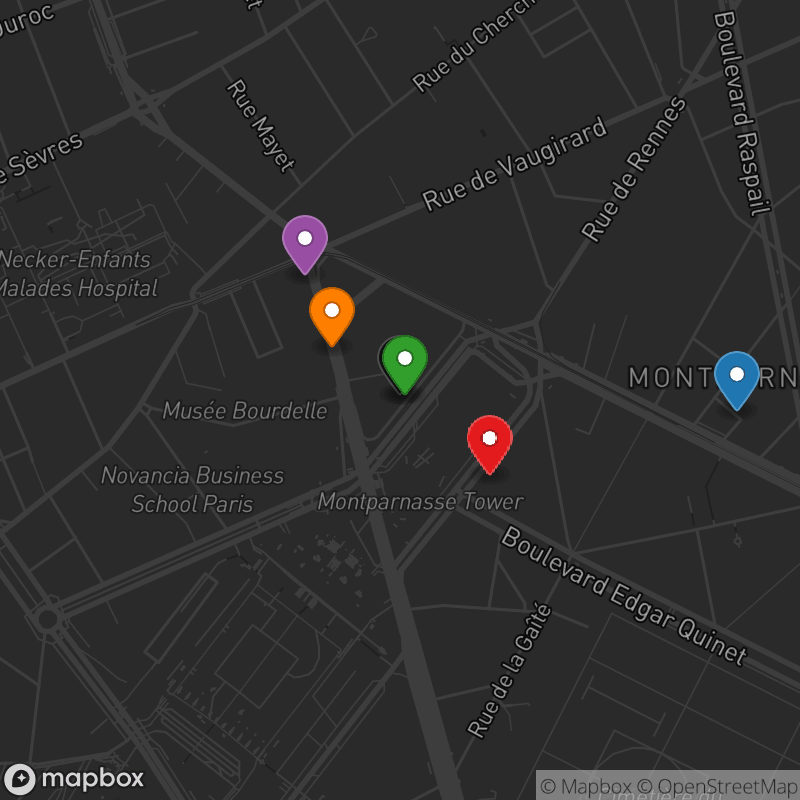 Duroc
Rue du Cherch
Boulevard Raspail
Rue Mayet
Rue de Vaugirard
Rue de Rennes
e Sèvres
Necker-Enfants
Malades Hospital
MONT
RN
Musée Bourdelle
Novancia Business
School Paris
Montparnasse Tower
Boulevard Edgar Quinet
Rue de la Gaîté
mapbox
© Mapbox © OpenStreetMap